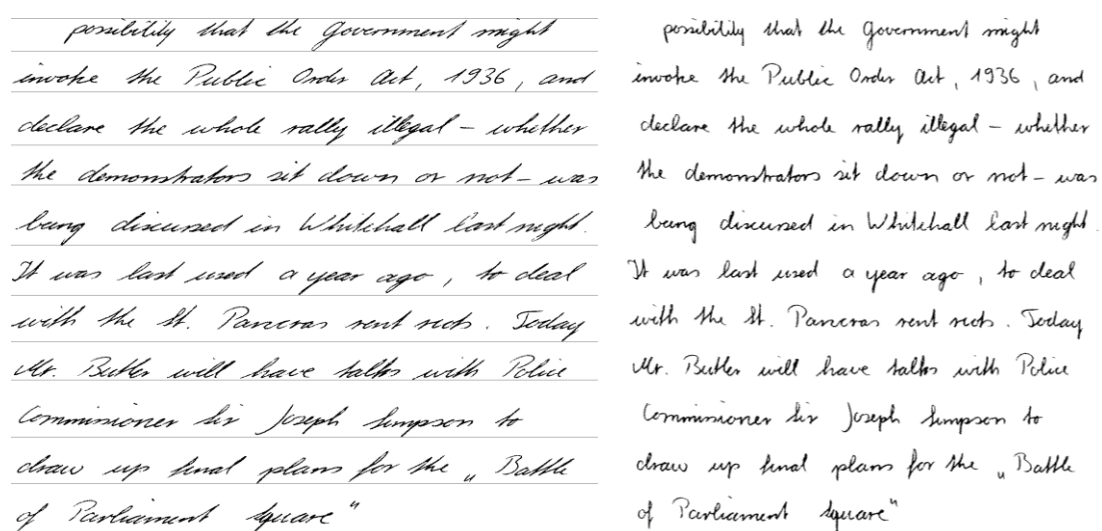 possibility that the Government might
invoke the Public Order Act, 1936, and
declare the whole rally illegal - whether
the demonstrators sit down or not - was
being discussed in Whitehall last night.
It was last used a year ago, to deal
with the St. Pancras rent riots. Today
Mr. Butler will have talks with Police
Commissioner Sir Joseph Simpson to
draw up final plans for the „Battle
of Parliament Square"
possibility that the Government might
invoke the Public Order Act, 1936, and
declare the whole rally illegal - whether
the demonstrators sit down or not - was
being discussed in Whitehall last night.
It was last used a year ago, to deal
with the St. Pancras rent riots. Today
Mr. Butler will have talks with Police
Commissioner Sir Joseph Simpson to
draw up final plans for the „Battle
of Parliament Square"